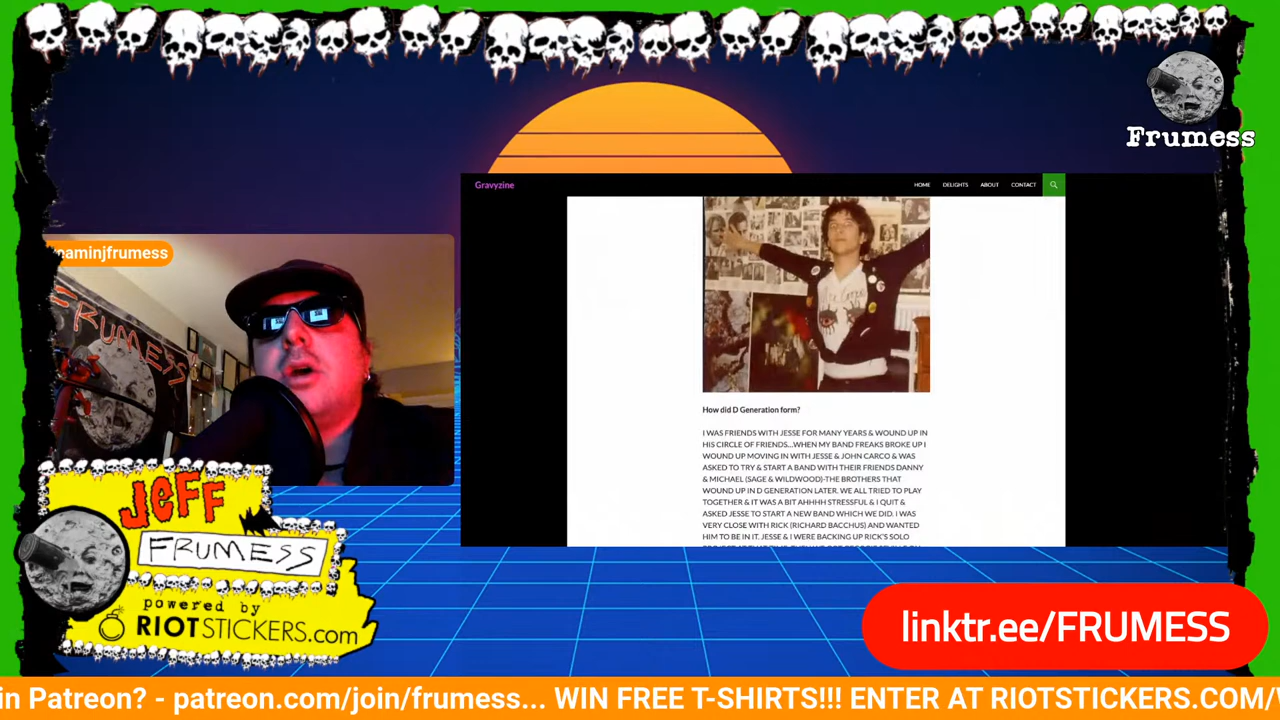 Frumess
Gravyzine
HOME DELIGHTS ABOUT CONTACT
eaminjfrumess
FRUMESS
How did D Generation form?
I WAS FRIENDS WITH JESSE FOR MANY YEARS & WOUND UP IN
HIS CIRCLE OF FRIENDS...WHEN MY BAND FREAKS BROKE UP I
WOUND UP MOVING IN WITH JESSE & JOHN CARCO & WAS
ASKED TO TRY & START A BAND WITH THEIR FRIENDS DANNY
& MICHAEL (SAGE & WILDWOOD)-THE BROTHERS THAT
WOUND UP IN D GENERATION LATER. WE ALL TRIED TO PLAY
TOGETHER & IT WAS A BIT AHHHH STRESSFUL & I QUIT &
ASKED JESSE TO START A NEW BAND WHICH WE DID. I WAS
VERY CLOSE WITH RICK (RICHARD BACCHUS) AND WANTED
HIM TO BE IN IT. JESSE & I WERE BACKING UP RICK'S SOLO
JEFF
FRUMESS
powered by
RIOTSTICKERS.com
linktr.ee/FRUMESS
in Patreon? - patreon.com/join/frumess... WIN FREE T-SHIRTS!!! ENTER AT RIOTSTICKERS.COM/